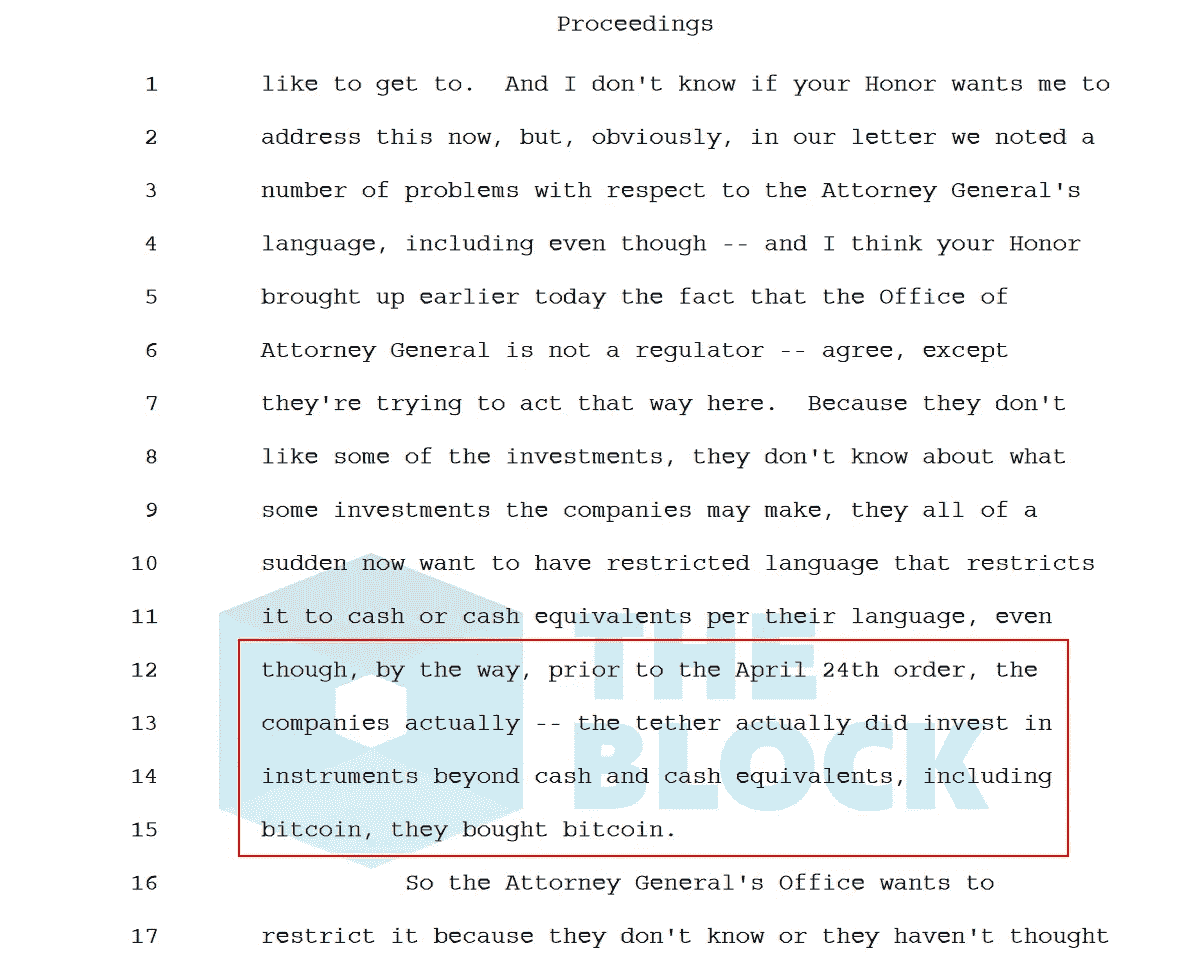 Proceedings
1 like to get to.  And I don't know if your Honor wants me to
2 address this now, but, obviously, in our letter we noted a
3 number of problems with respect to the Attorney General's
4 language, including even though -- and I think your Honor
5 brought up earlier today the fact that the Office of
6 Attorney General is not a regulator -- agree, except
7 they're trying to act that way here.  Because they don't
8 like some of the investments, they don't know about what
9 some investments the companies may make, they all of a
10 sudden now want to have restricted language that restricts
11 it to cash or cash equivalents per their language, even
12 though, by the way, prior to the April 24th order, the
13 companies actually -- the tether actually did invest in
14 instruments beyond cash and cash equivalents, including
15 bitcoin, they bought bitcoin.
16 So the Attorney General's Office wants to
17 restrict it because they don't know or they haven't thought
THE
BLOCK